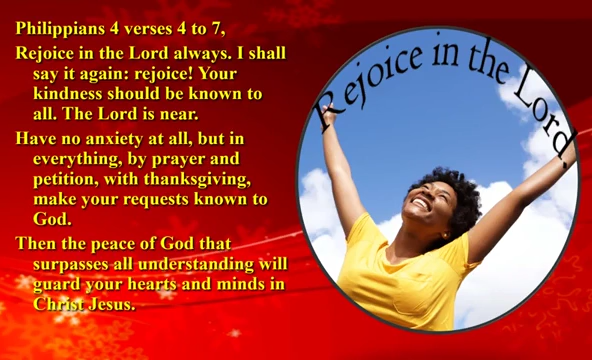 Philippians 4 verses 4 to 7,
Rejoice in the Lord always. I shall
say it again: rejoice! Your
kindness should be known to
all. The Lord is near.
Have no anxiety at all, but in
everything, by prayer and
petition, with thanksgiving,
make your requests known to
God.
Then the peace of God that
surpasses all understanding will
guard your hearts and minds in
Christ Jesus.
Rejoice in the Lord.